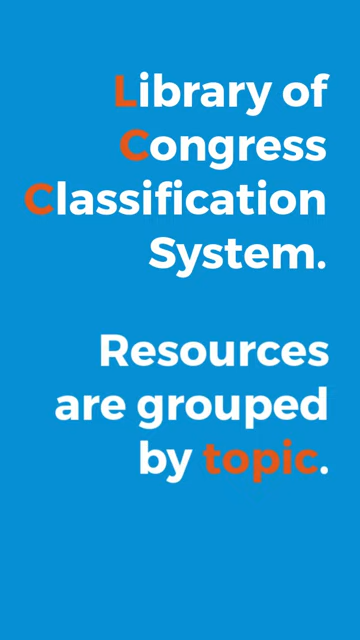 Library of
Congress
Classification
System.
Resources
are grouped
by topic.